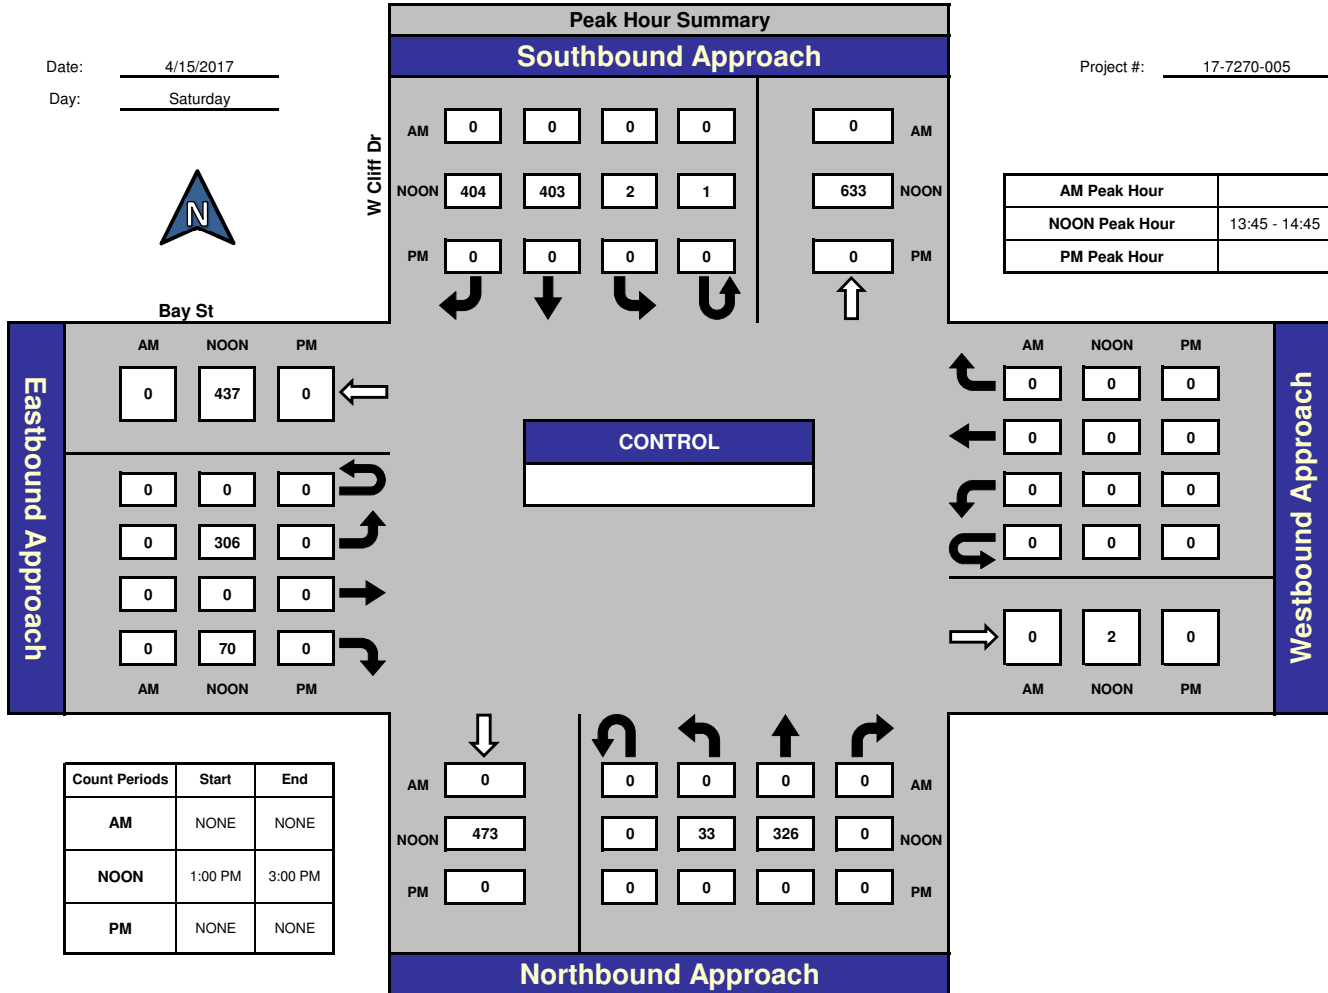 Peak Hour Summary
Southbound Approach
Date: 4/15/2017
Day: Saturday
Project #: 17-7270-005
N
W Cliff Dr
Bay St
AM 0 0 0 0 0 AM
NOON 404 403 2 1 633 NOON
PM 0 0 0 0 0 PM
AM Peak Hour
NOON Peak Hour 13:45 - 14:45
PM Peak Hour
Eastbound Approach
AM NOON PM
0 437 0
0 0 0
0 306 0
0 0 0
0 70 0
AM NOON PM
CONTROL
AM NOON PM
0 0 0
0 0 0
0 0 0
0 0 0
0 2 0
AM NOON PM
Westbound Approach
Count Periods Start End
AM NONE NONE
NOON 1:00 PM 3:00 PM
PM NONE NONE
AM 0 0 0 0 0 AM
NOON 473 0 33 326 0 NOON
PM 0 0 0 0 0 PM
Northbound Approach